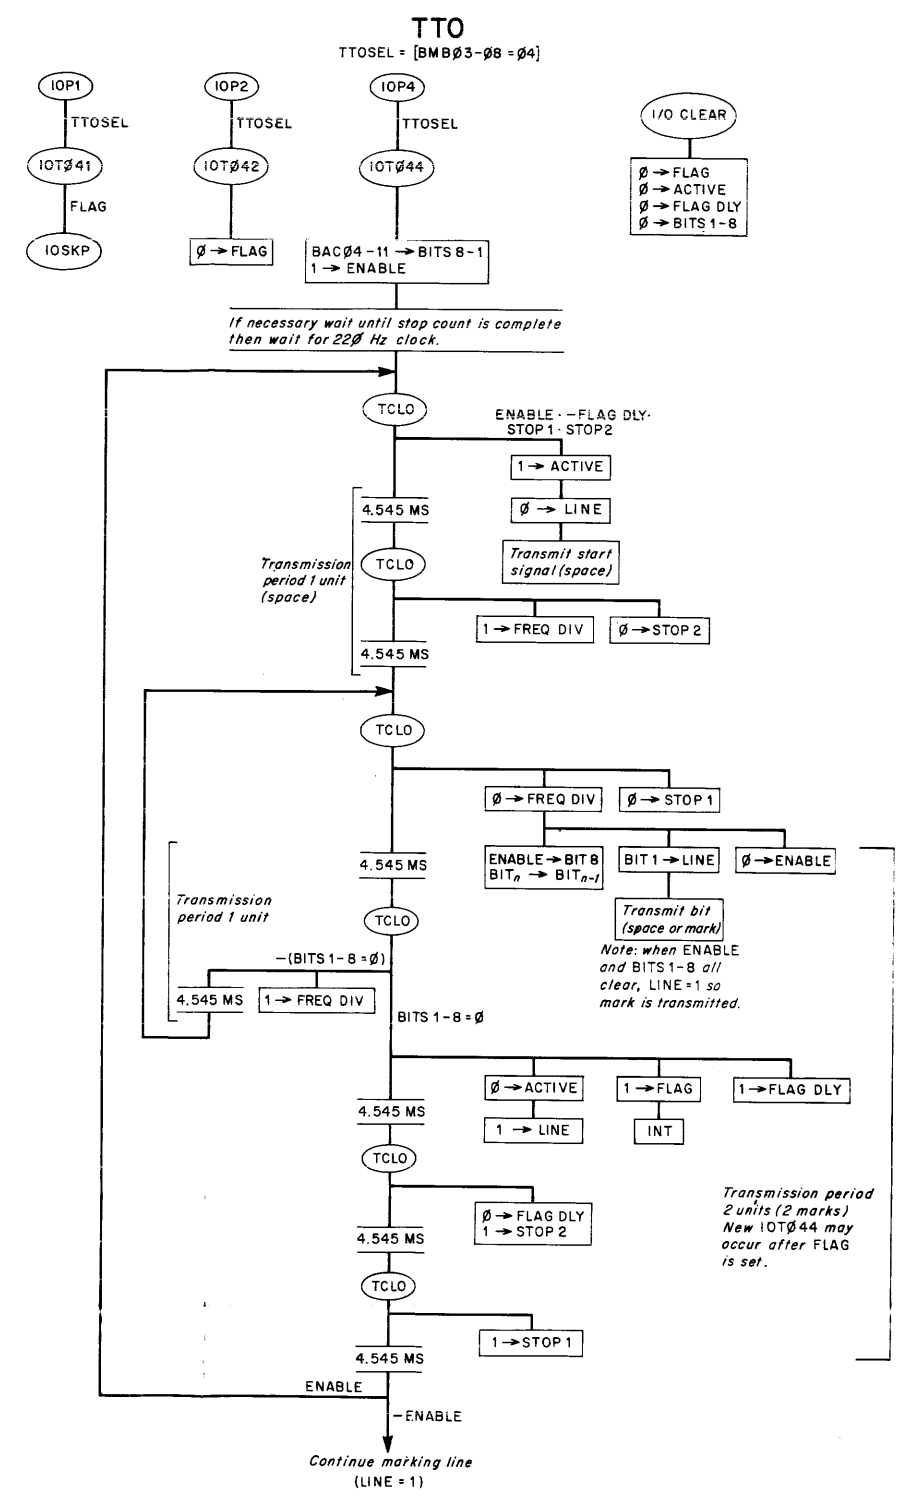 TTO
TTOSEL = [BMBØ3-Ø8 = Ø4]
IOP1
IOP2
IOP4
TTOSEL
TTOSEL
TTOSEL
I/O CLEAR
IOTØ41
IOTØ42
IOTØ44
Ø → FLAG
Ø → ACTIVE
Ø → FLAG DLY
Ø → BITS 1-8
FLAG
IOSKP
Ø → FLAG
BACØ4-11 → BITS 8-1
1 → ENABLE
If necessary wait until stop count is complete
then wait for 22Ø Hz clock.
TCLO
ENABLE · -FLAG DLY ·
STOP 1 · STOP 2
1 → ACTIVE
4.545 MS
Ø → LINE
Transmission
period 1 unit
(space)
TCLO
Transmit start
signal (space)
1 → FREQ DIV
Ø → STOP 2
4.545 MS
TCLO
Ø → FREQ DIV
Ø → STOP 1
4.545 MS
ENABLE → BIT 8
BITn → BITn-1
BIT 1 → LINE
Ø → ENABLE
Transmission
period 1 unit
TCLO
Transmit bit
(space or mark)
Note: when ENABLE
and BITS 1-8 all
clear, LINE = 1 so
mark is transmitted.
-(BITS 1-8 = Ø)
4.545 MS
1 → FREQ DIV
BITS 1-8 = Ø
Ø → ACTIVE
1 → FLAG
1 → FLAG DLY
4.545 MS
1 → LINE
INT
TCLO
Transmission period
2 units (2 marks)
New IOTØ44 may
occur after FLAG
is set.
Ø → FLAG DLY
1 → STOP 2
4.545 MS
TCLO
1 → STOP 1
4.545 MS
ENABLE
-ENABLE
Continue marking line
(LINE = 1)